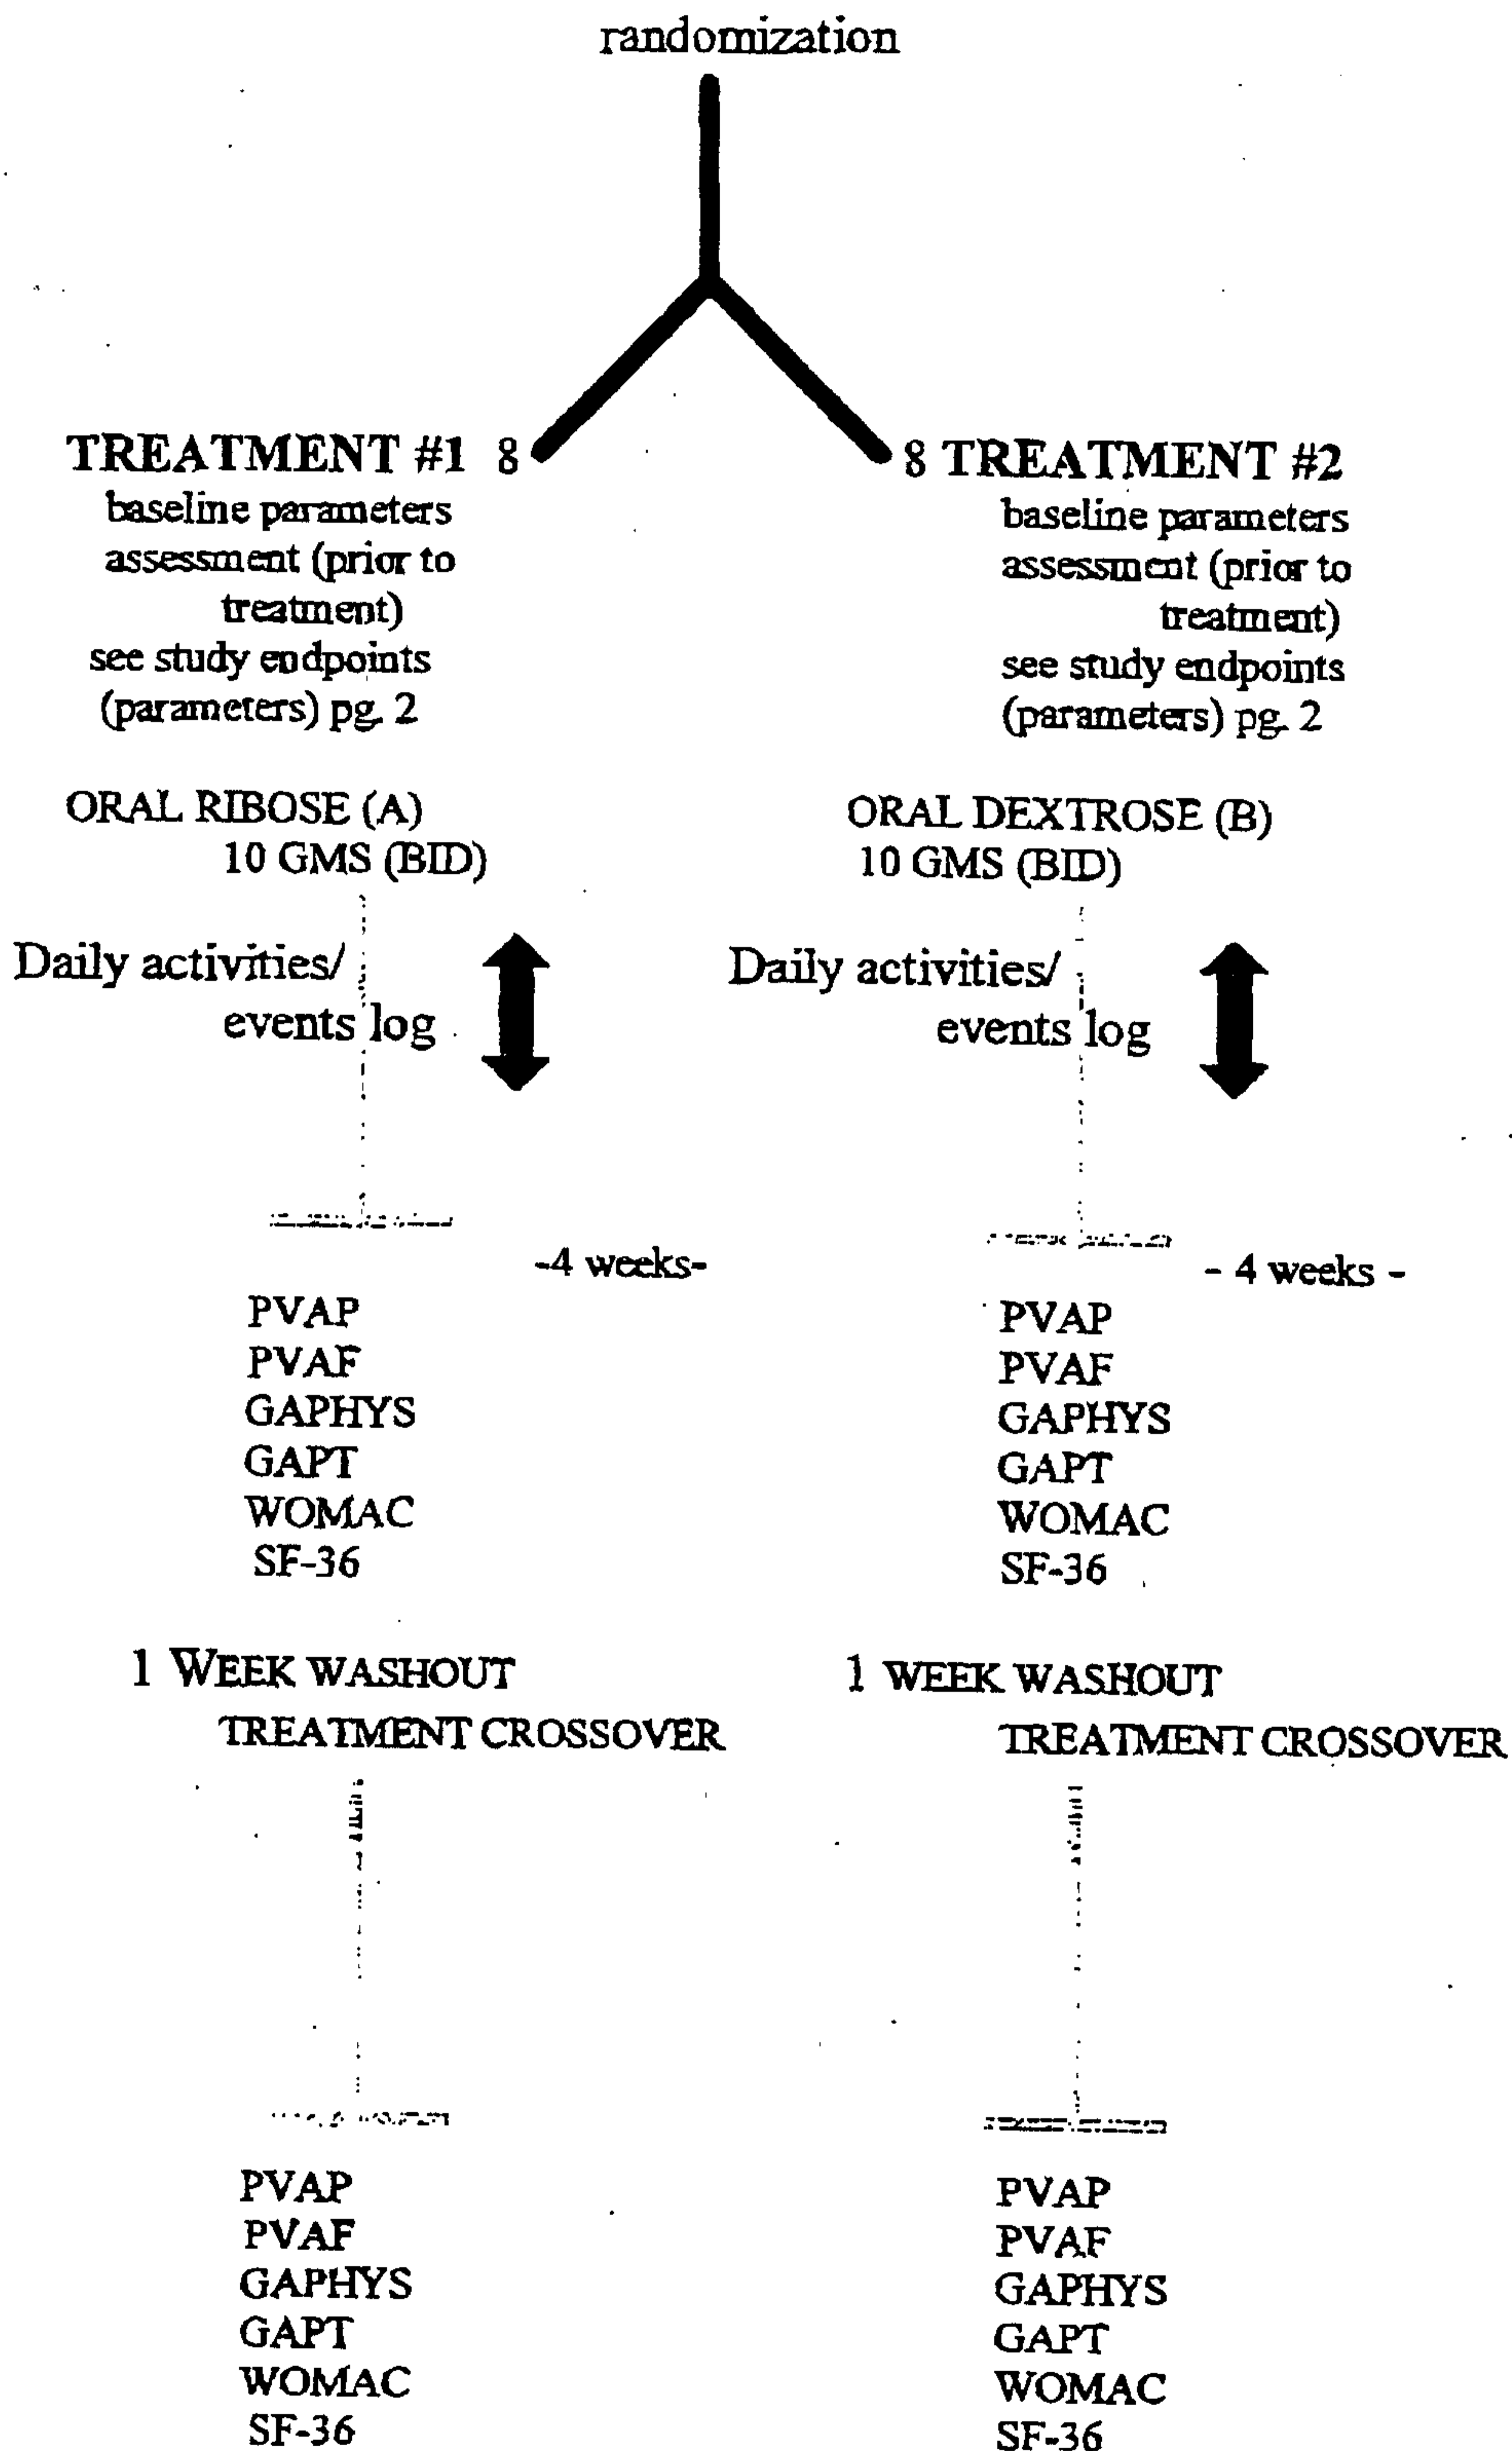 randomization
TREATMENT #1 8
baseline parameters
assessment (prior to
treatment)
see study endpoints
(parameters) pg. 2
ORAL RIBOSE (A)
10 GMS (BID)
Daily activities/
events log
-4 weeks-
PVAP
PVAF
GAPHYS
GAPT
WOMAC
SF-36
1 WEEK WASHOUT
TREATMENT CROSSOVER
PVAP
PVAF
GAPHYS
GAPT
WOMAC
SF-36
8 TREATMENT #2
baseline parameters
assessment (prior to
treatment)
see study endpoints
(parameters) pg. 2
ORAL DEXTROSE (B)
10 GMS (BID)
Daily activities/
events log
- 4 weeks -
PVAP
PVAF
GAPHYS
GAPT
WOMAC
SF-36
1 WEEK WASHOUT
TREATMENT CROSSOVER
PVAP
PVAF
GAPHYS
GAPT
WOMAC
SF-36